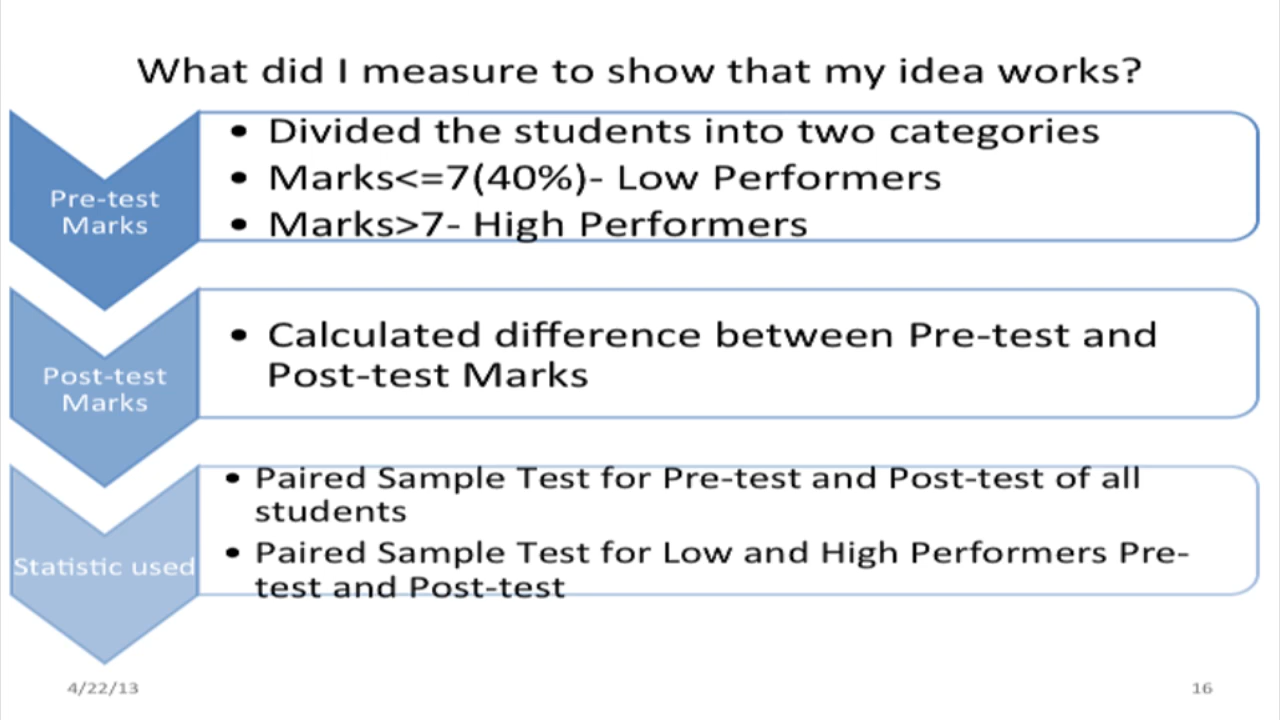 What did I measure to show that my idea works?
Pre-test
Marks
• Divided the students into two categories
• Marks<=7(40%)- Low Performers
• Marks>7- High Performers
Post-test
Marks
• Calculated difference between Pre-test and
Post-test Marks
Statistic used
• Paired Sample Test for Pre-test and Post-test of all
students
• Paired Sample Test for Low and High Performers Pre-
test and Post-test
4/22/13
16